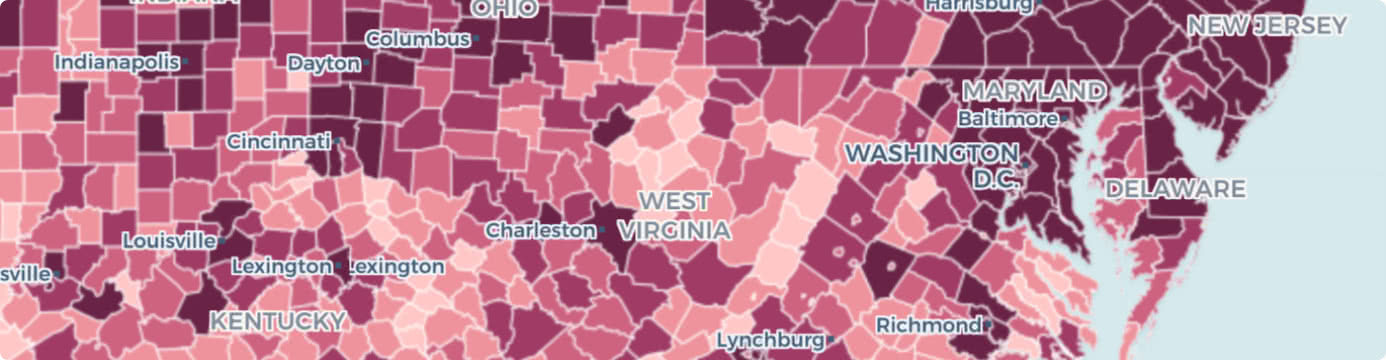 INDIANA
OHIO
Harrisburg
NEW JERSEY
Columbus
Indianapolis
Dayton
MARYLAND
Baltimore
Cincinnati
WASHINGTON
D.C.
DELAWARE
WEST
VIRGINIA
Charleston
Louisville
Lexington
Lexington
sville
KENTUCKY
Richmond
Lynchburg